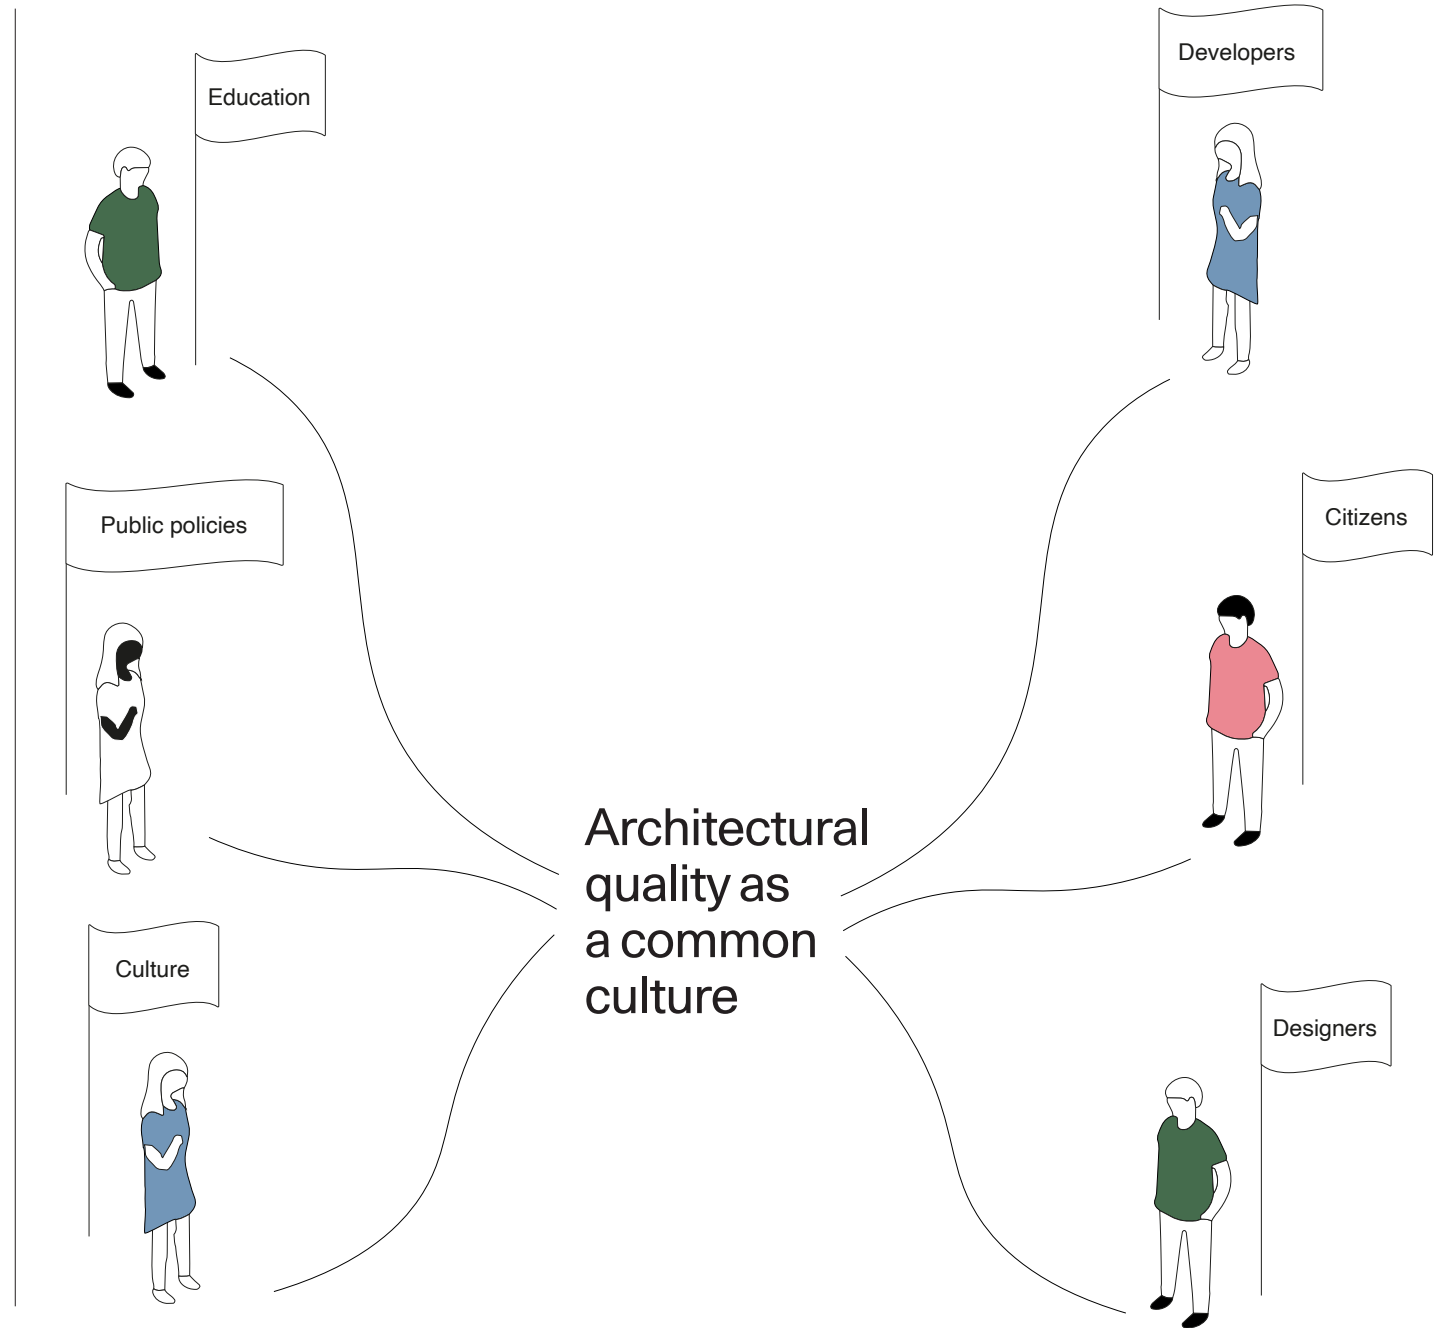 Education
Public policies
Culture
Architectural
quality as
a common
culture
Developers
Citizens
Designers